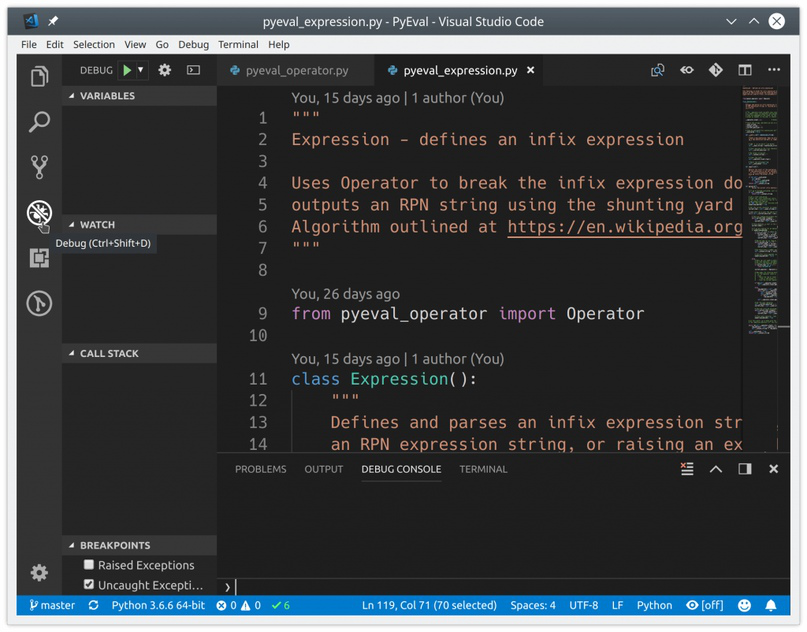 pyeval_expression.py - PyEval - Visual Studio Code
File Edit Selection View Go Debug Terminal Help
DEBUG
pyeval_operator.py
pyeval_expression.py
VARIABLES
You, 15 days ago | 1 author (You)
1 """
2 Expression - defines an infix expression
3
4 Uses Operator to break the infix expression do
5 outputs an RPN string using the shunting yard
6 Algorithm outlined at https://en.wikipedia.org
7 """
8
WATCH
Debug (Ctrl+Shift+D)
You, 26 days ago
9 from pyeval_operator import Operator
10
CALL STACK
You, 15 days ago | 1 author (You)
11 class Expression():
12 """
13 Defines and parses an infix expression str
14 an RPN expression string, or raising an ex
PROBLEMS OUTPUT DEBUG CONSOLE TERMINAL
BREAKPOINTS
Raised Exceptions
Uncaught Excepti...
master Python 3.6.6 64-bit 0 0 6 Ln 119, Col 71 (70 selected) Spaces: 4 UTF-8 LF Python [off]